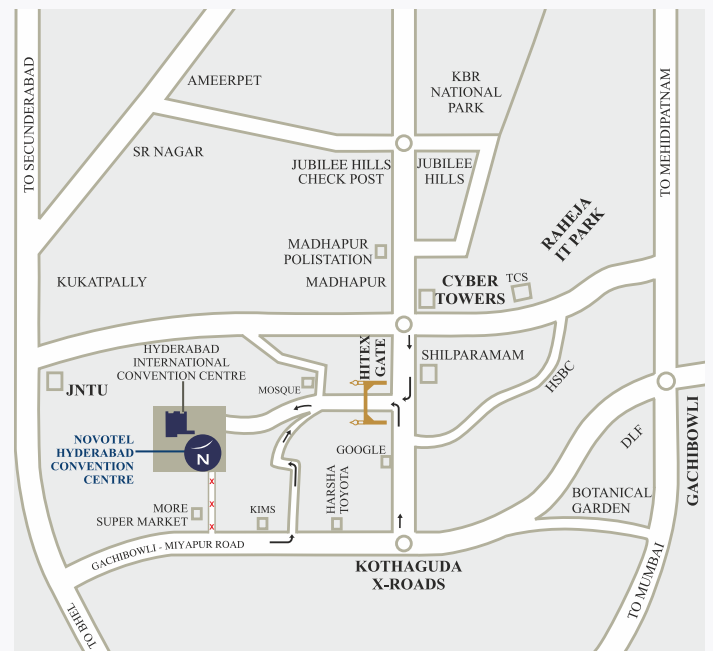 AMEERPET
KBR
NATIONAL
PARK
TO SECUNDERABAD
TO MEHIDIPATNAM
SR NAGAR
JUBILEE HILLS
CHECK POST
JUBILEE
HILLS
RAHEJA
IT PARK
MADHAPUR
POLISTATION
KUKATPALLY
MADHAPUR
CYBER
TOWERS
TCS
HYDERABAD
INTERNATIONAL
CONVENTION CENTRE
HITEX
GATE
SHILPARAMAM
JNTU
MOSQUE
HSBC
NOVOTEL
HYDERABAD
CONVENTION
CENTRE
N
GOOGLE
DLF
GACHIBOWLI
HARSHA
TOYOTA
BOTANICAL
GARDEN
MORE
SUPER MARKET
KIMS
x
x
x
GACHIBOWLI - MIYAPUR ROAD
KOTHAGUDA
X-ROADS
TO MUMBAI
TO BHEL